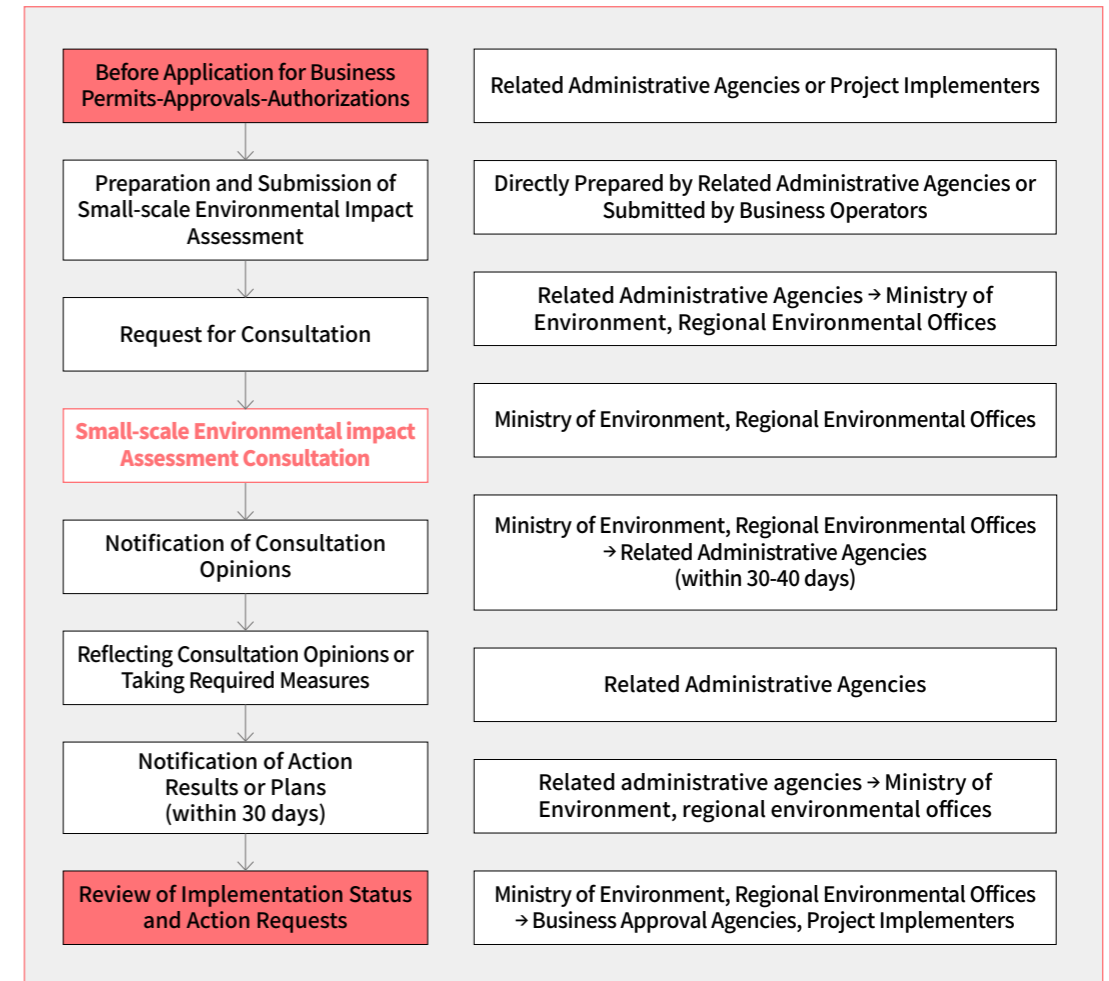 Before Application for Business
Permits-Approvals-Authorizations
Related Administrative Agencies or Project Implementers
Preparation and Submission of
Small-scale Environmental Impact
Assessment
Directly Prepared by Related Administrative Agencies or
Submitted by Business Operators
Request for Consultation
Related Administrative Agencies → Ministry of
Environment, Regional Environmental Offices
Small-scale Environmental impact
Assessment Consultation
Ministry of Environment, Regional Environmental Offices
Notification of Consultation
Opinions
Ministry of Environment, Regional Environmental Offices
→ Related Administrative Agencies
(within 30-40 days)
Reflecting Consultation Opinions or
Taking Required Measures
Related Administrative Agencies
Notification of Action
Results or Plans
(within 30 days)
Related administrative agencies → Ministry of
Environment, regional environmental offices
Review of Implementation Status
and Action Requests
Ministry of Environment, Regional Environmental Offices
→ Business Approval Agencies, Project Implementers